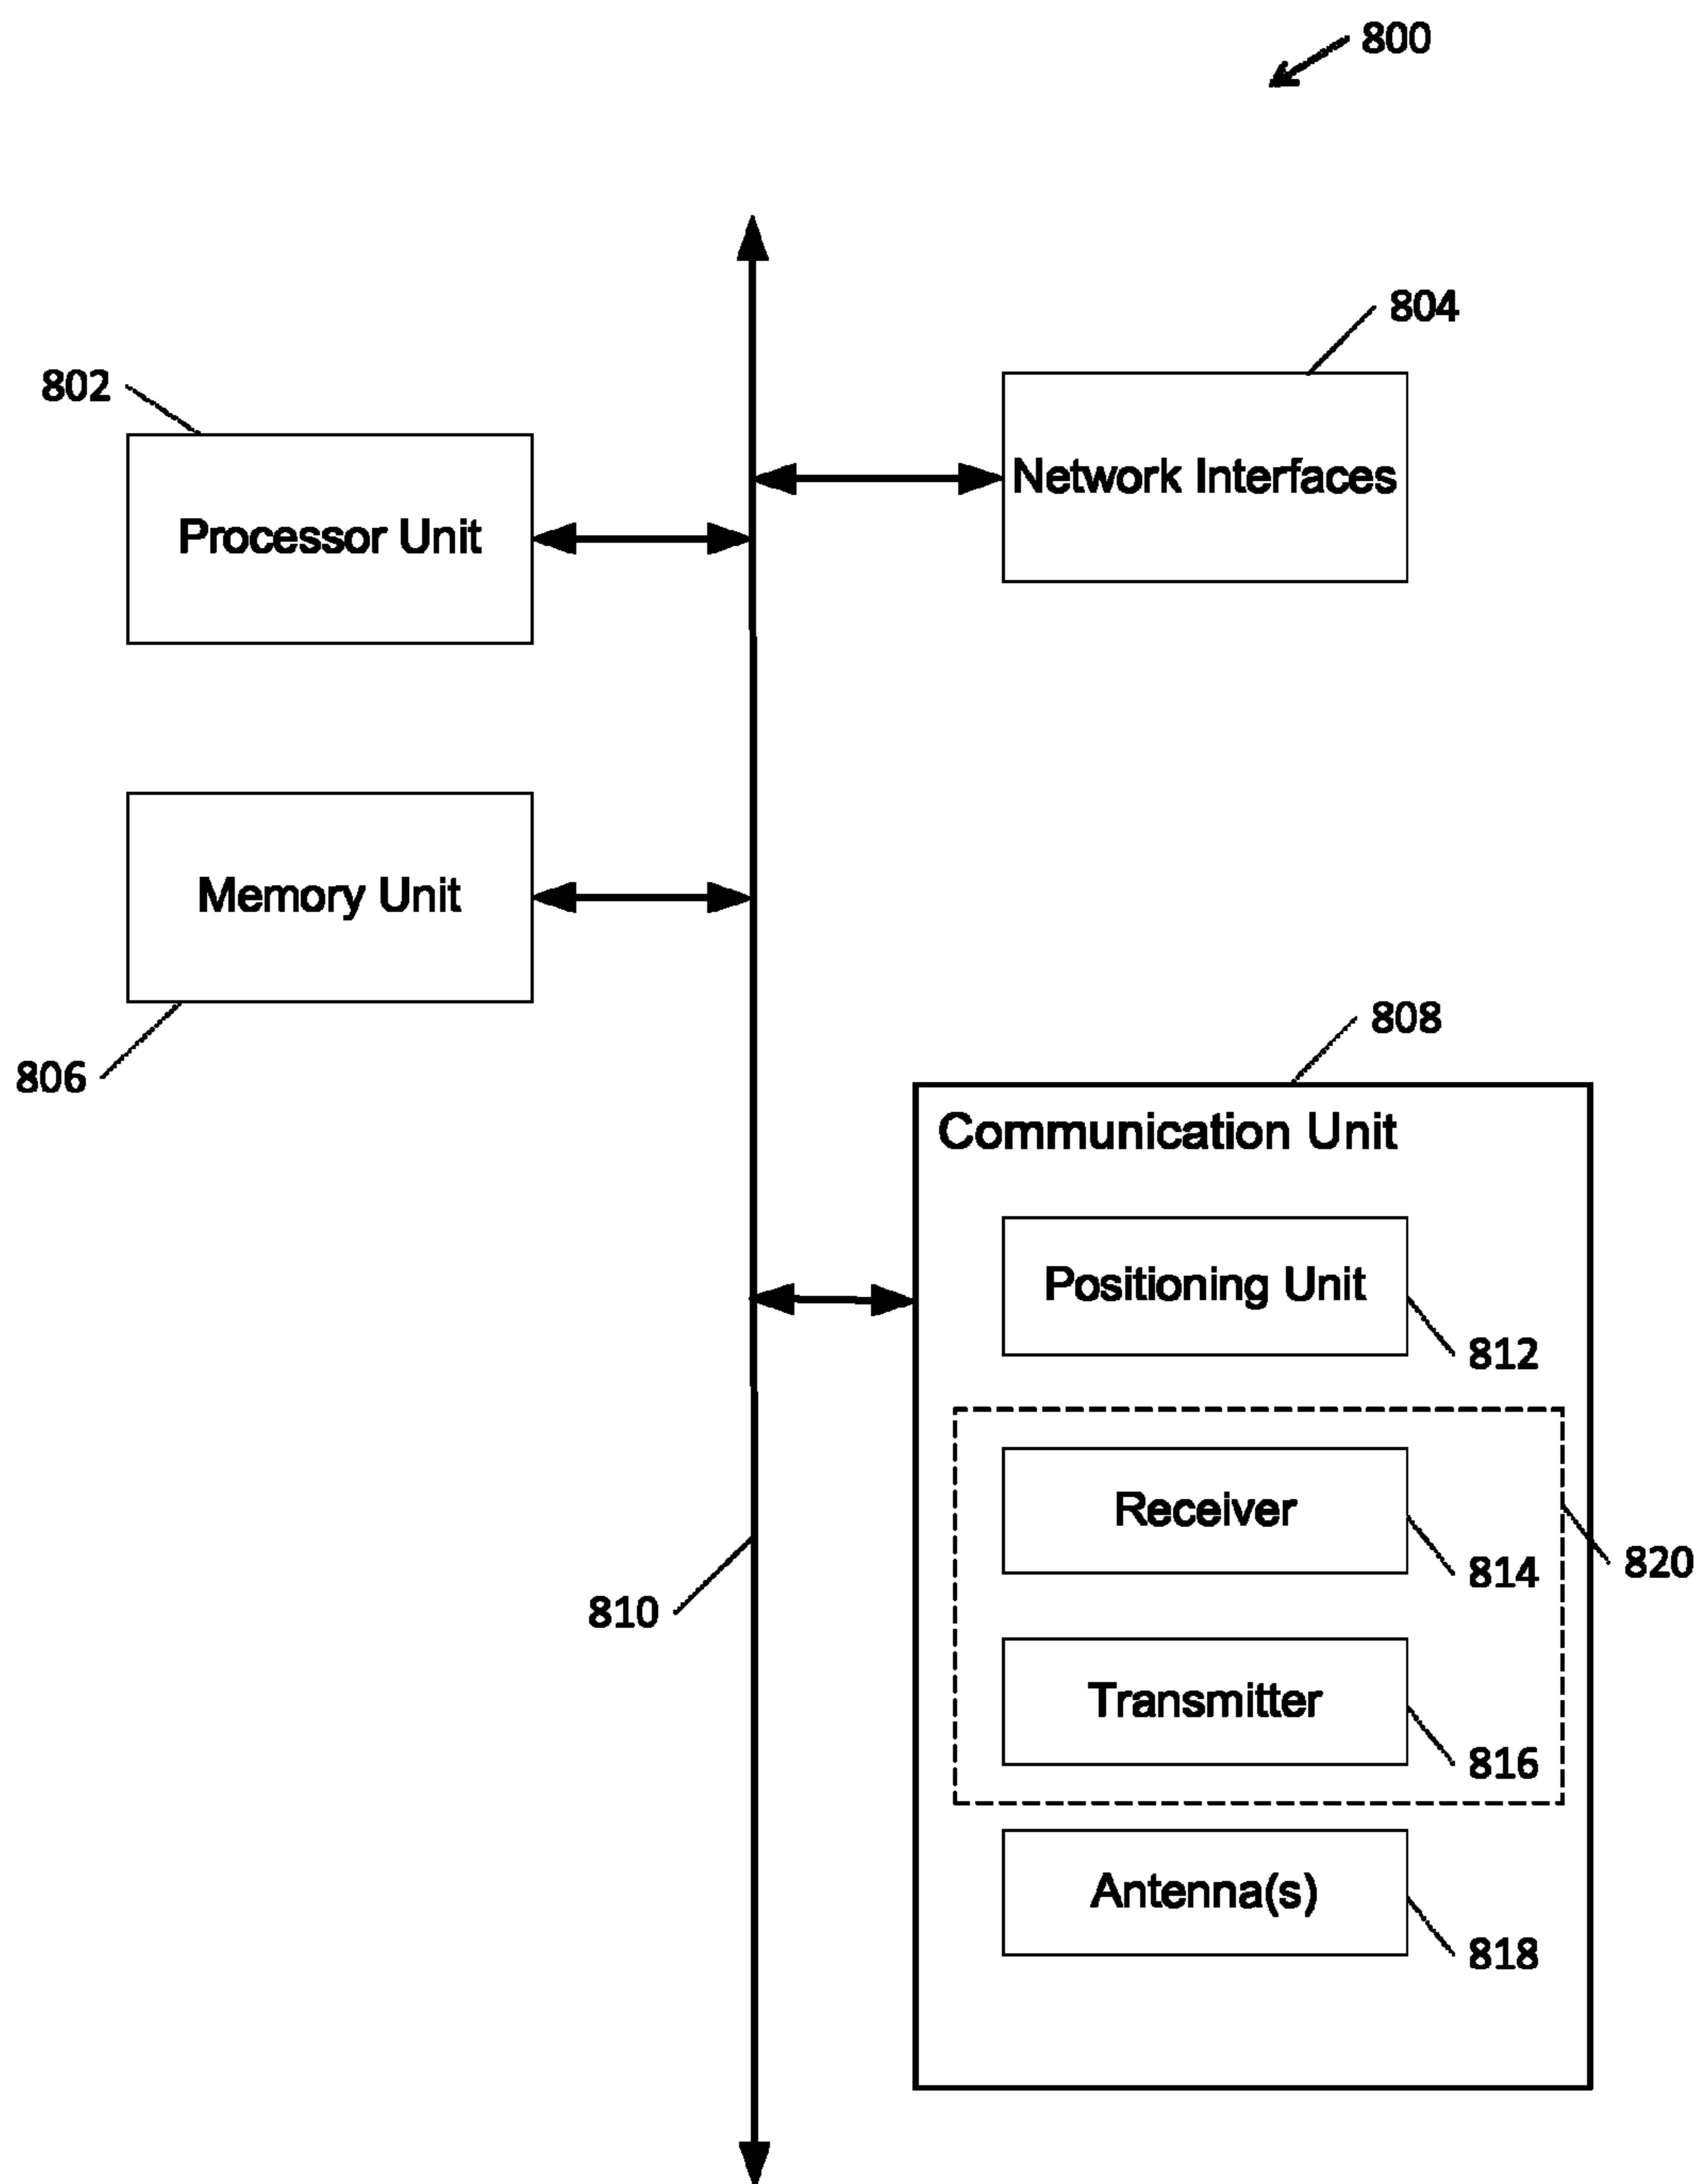 800
804
802
Network Interfaces
Processor Unit
Memory Unit
808
806
Communication Unit
Positioning Unit
812
Receiver
820
814
810
Transmitter
816
Antenna(s)
818